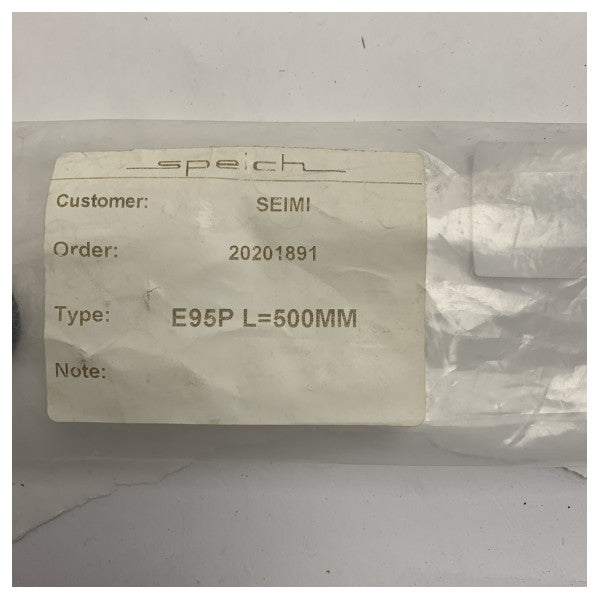 speich
Customer: SEIMI
Order: 20201891
Type: E95P L=500MM
Note: